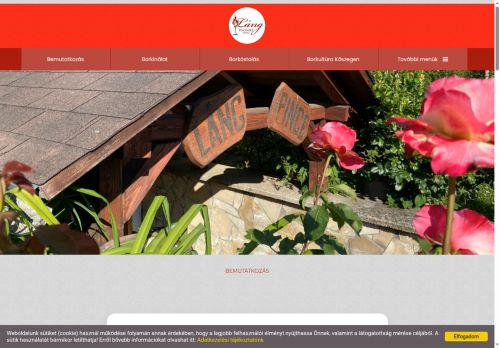 Láng
Bemutatkozás
Borkínálat
Borkóstolás
Borkultúra Kőszegen
További menük
LÁNG
PINCE
BEMUTATKOZÁS
Weboldalunk sütiket (cookie) használ működése folyamán annak érdekében, hogy a legjobb felhasználói élményt nyújthassa Önnek, valamint a látogatottság mérése céljából. A
sütik használatát bármikor letilthatja! Erről bővebb információkat olvashat itt: Adatkezelési tájékoztatónk
Elfogadom